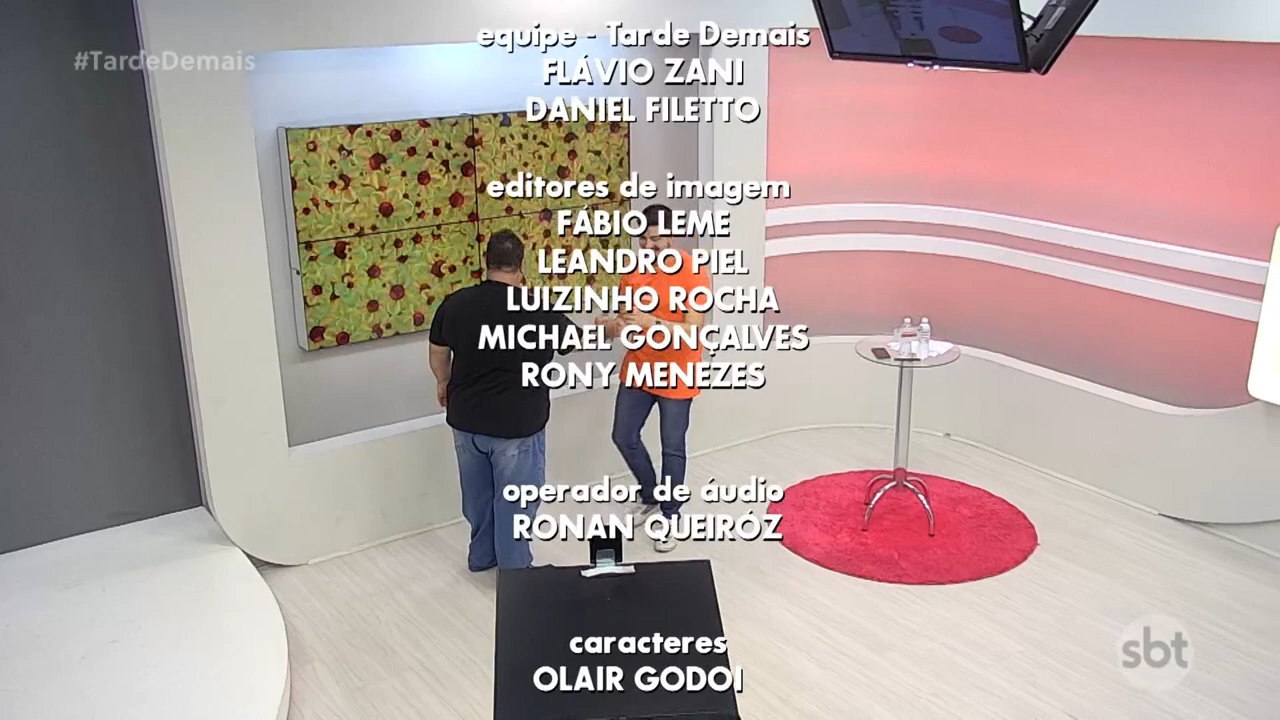 #TardeDemais
equipe - Tarde Demais
FLÁVIO ZANI
DANIEL FILETTO
editores de imagem
FÁBIO LEME
LEANDRO PIEL
LUIZINHO ROCHA
MICHAEL GONÇALVES
RONY MENEZES
operador de áudio
RONAN QUEIRÓZ
caracteres
OLAIR GODOI
sbt